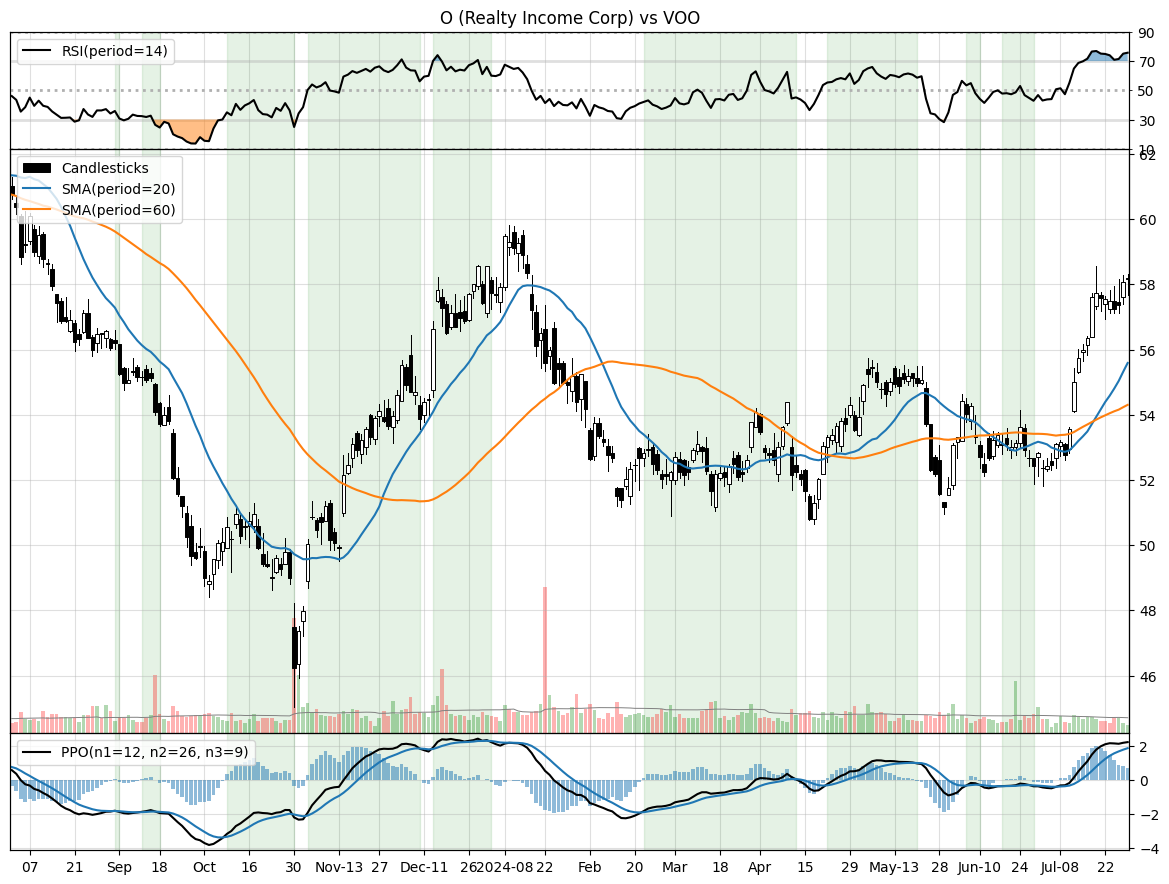 O (Realty Income Corp) vs VOO
RSI(period=14)
90
70
50
30
10
Candlesticks
SMA(period=20)
SMA(period=60)
62
60
58
56
54
52
50
48
46
PPO(n1=12, n2=26, n3=9)
2
0
−2
−4
07 21 Sep 18 Oct 16 30 Nov-13 27 Dec-11 26 2024-08 22 Feb 20 Mar 18 Apr 15 29 May-13 28 Jun-10 24 Jul-08 22